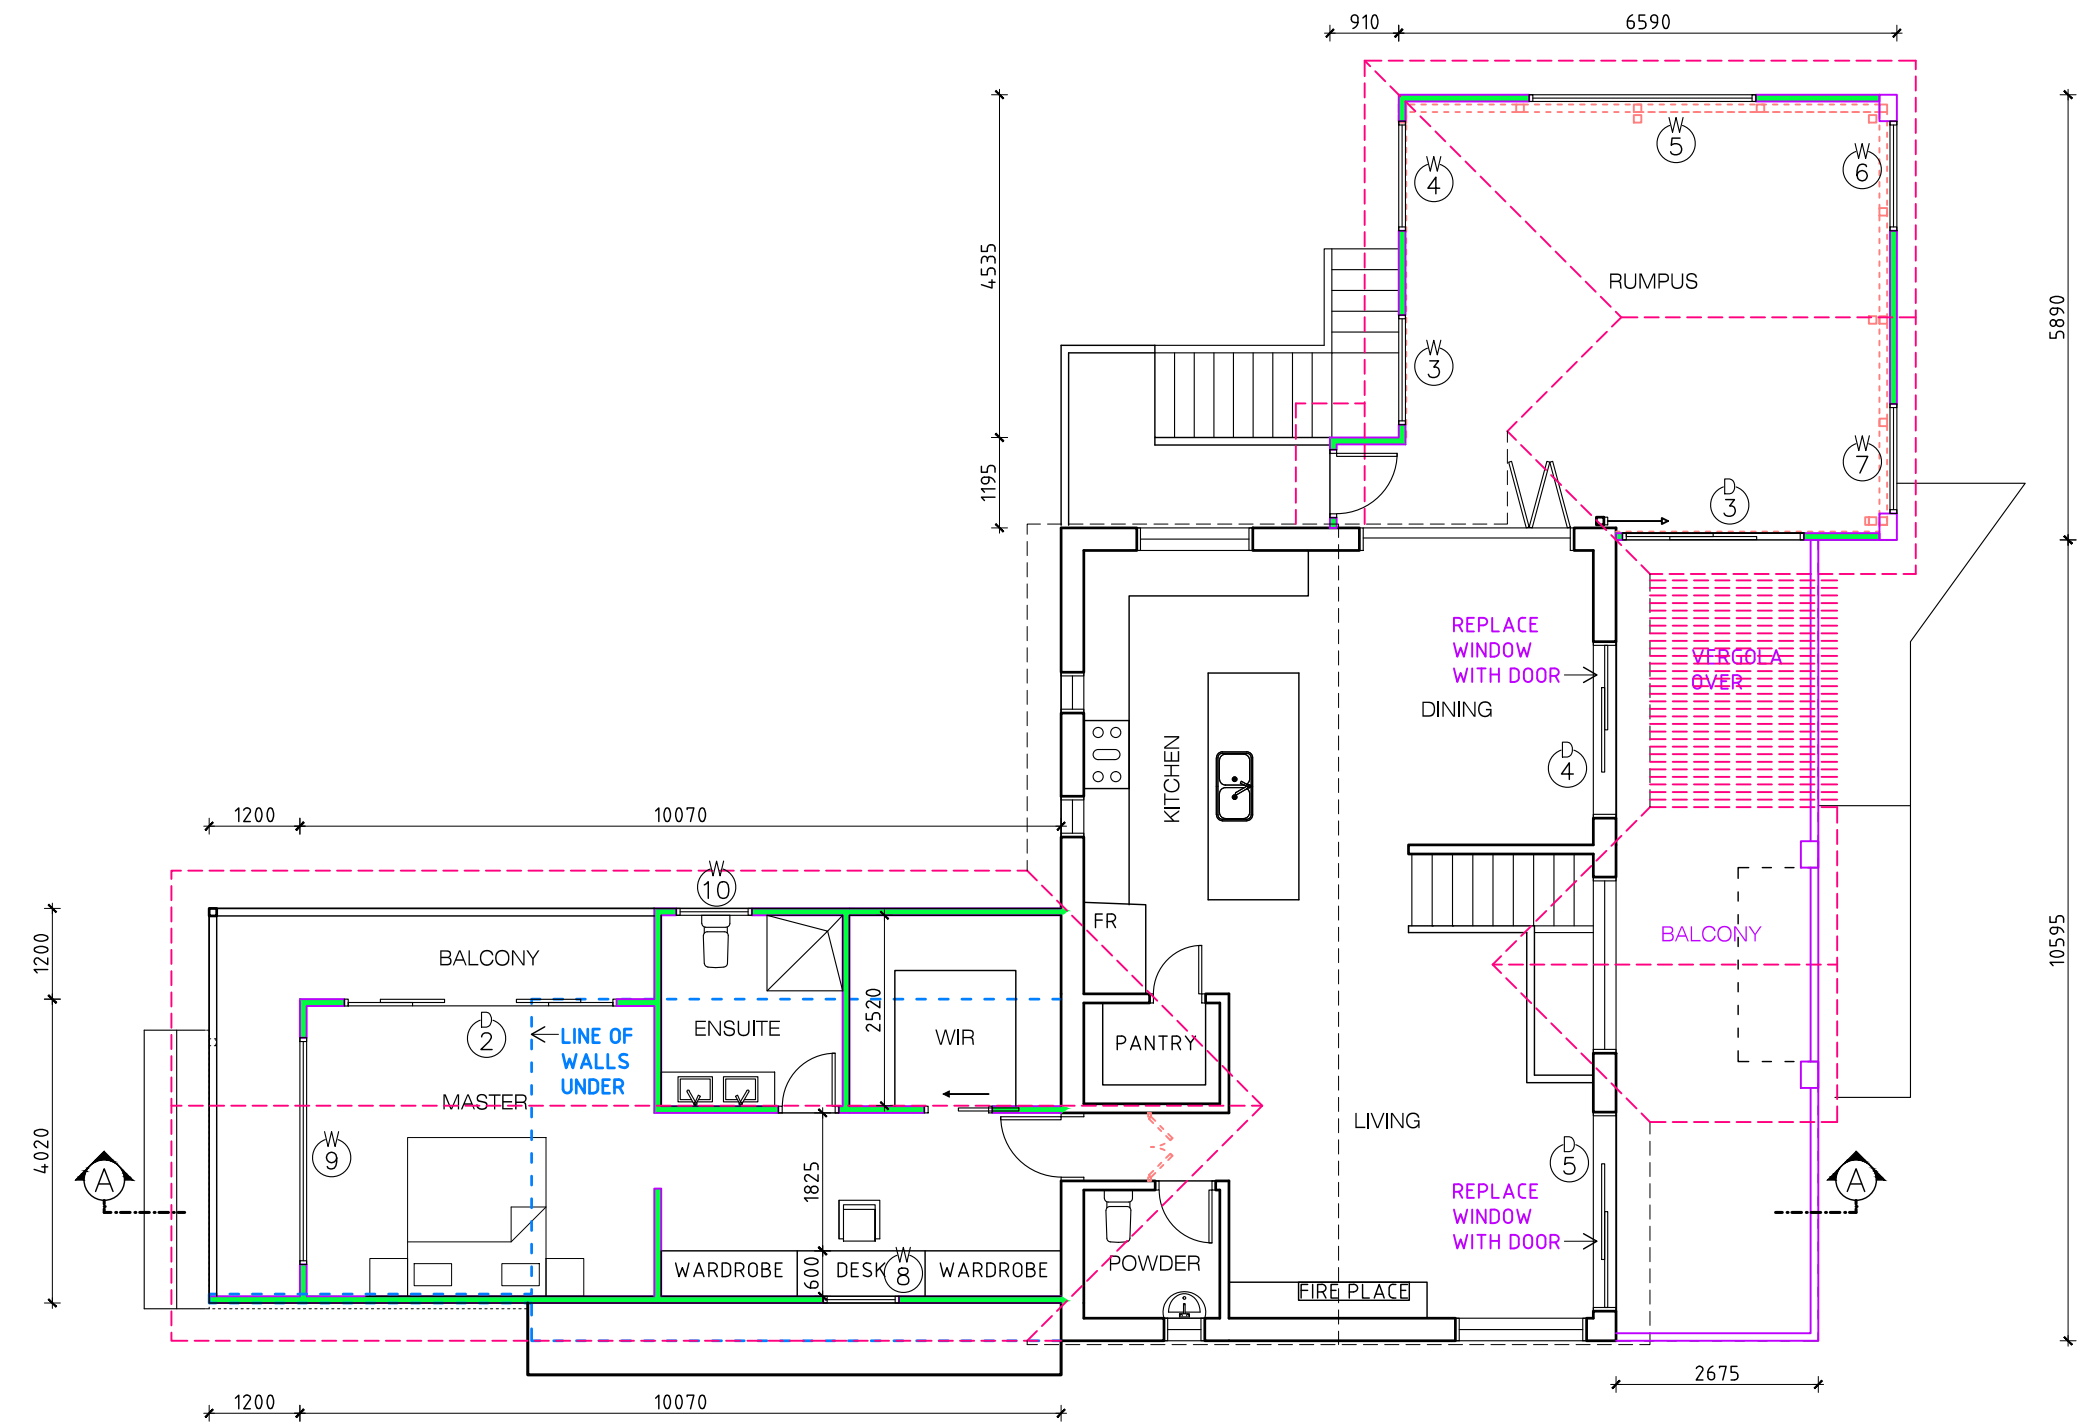 910
6590
W
5
W
4
W
6
4535
RUMPUS
5890
W
3
W
7
1195
D
3
REPLACE
WINDOW
WITH DOOR
VERGOLA
OVER
DINING
KITCHEN
D
4
1200
10070
W
10
FR
BALCONY
1200
BALCONY
10595
2520
ENSUITE
WIR
PANTRY
D
2
LINE OF
WALLS
UNDER
MASTER
LIVING
4020
W
9
D
5
A
A
1825
REPLACE
WINDOW
WITH DOOR
WARDROBE
600
DESK
W
8
WARDROBE
POWDER
FIRE PLACE
2675
1200
10070